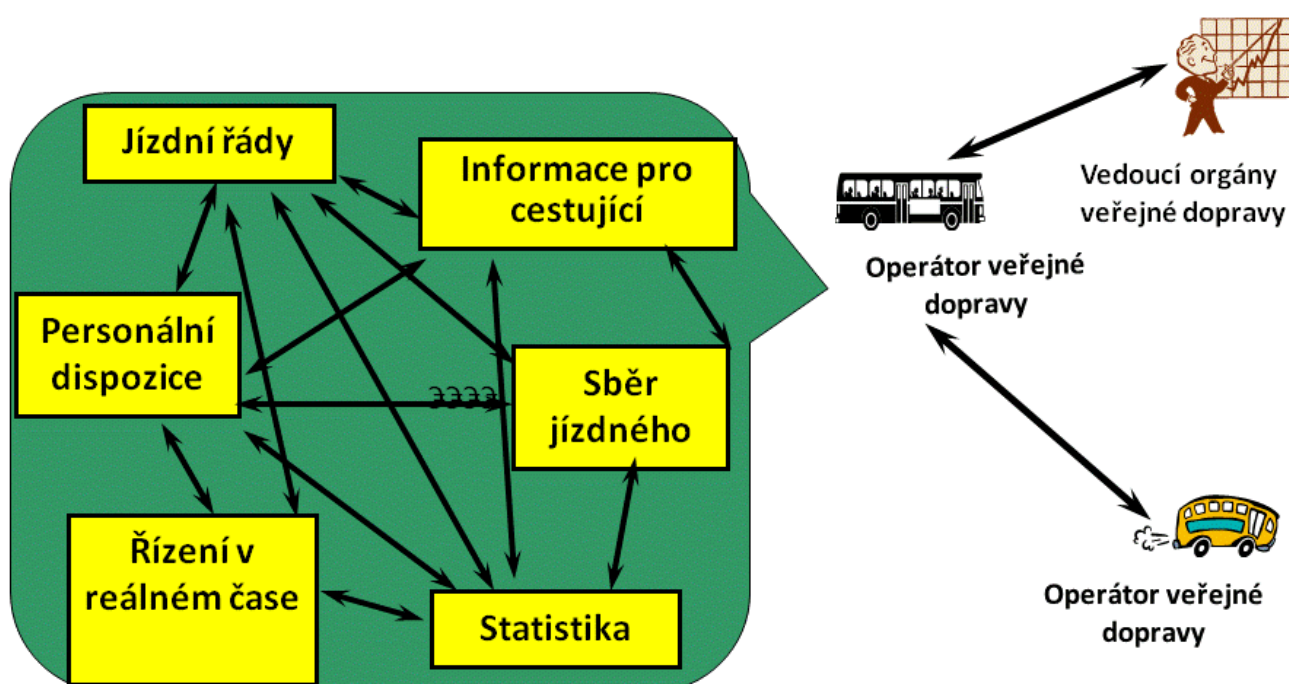 Jízdní řády
Informace pro
cestující
Personální
dispozice
ЭЭЭЭ
Sběr
jízdného
Řízení v
reálném čase
Statistika
Vedoucí orgány
veřejné dopravy
Operátor veřejné
dopravy
Operátor veřejné
dopravy